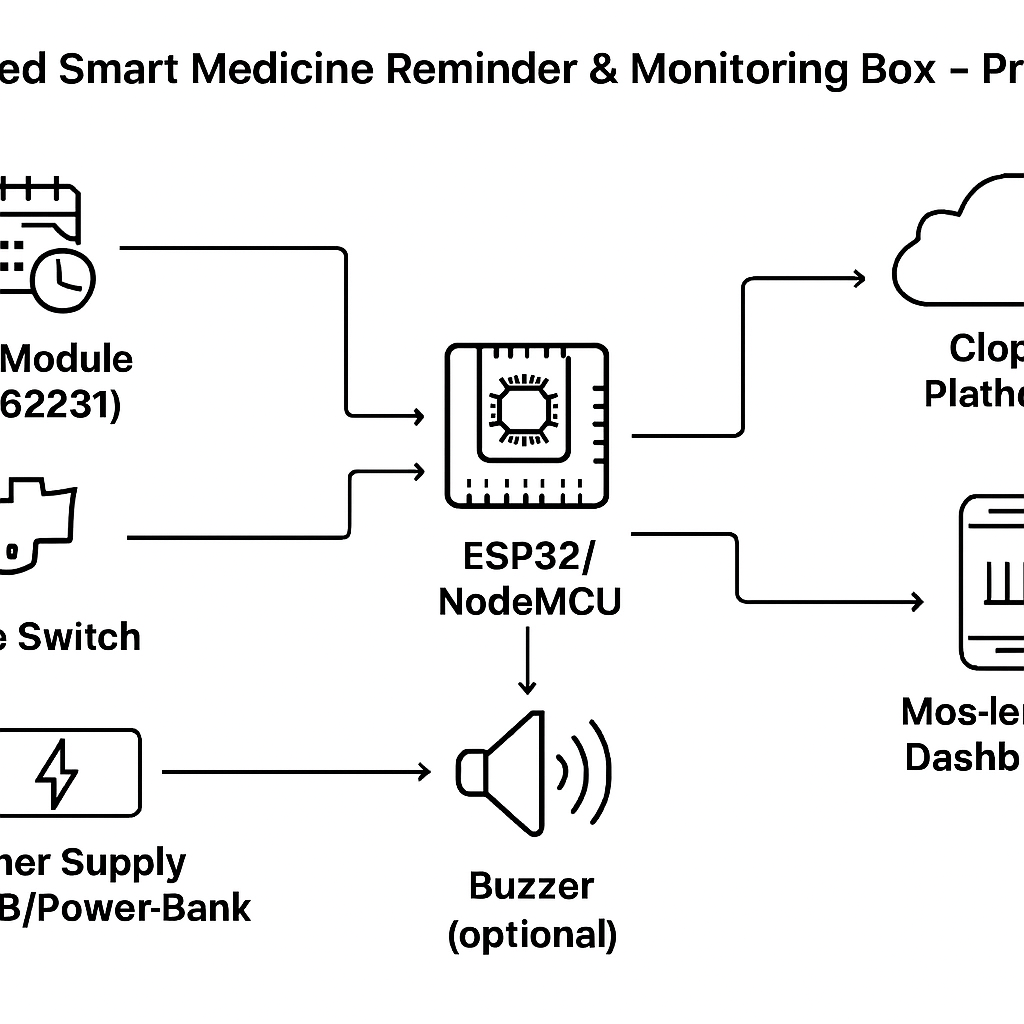 ed Smart Medicine Reminder & Monitoring Box – Pr
Module
62231)
e Switch
ner Supply
B/Power-Bank
ESP32/
NodeMCU
Buzzer
(optional)
Clop
Plathe
Mos-ler
Dashb